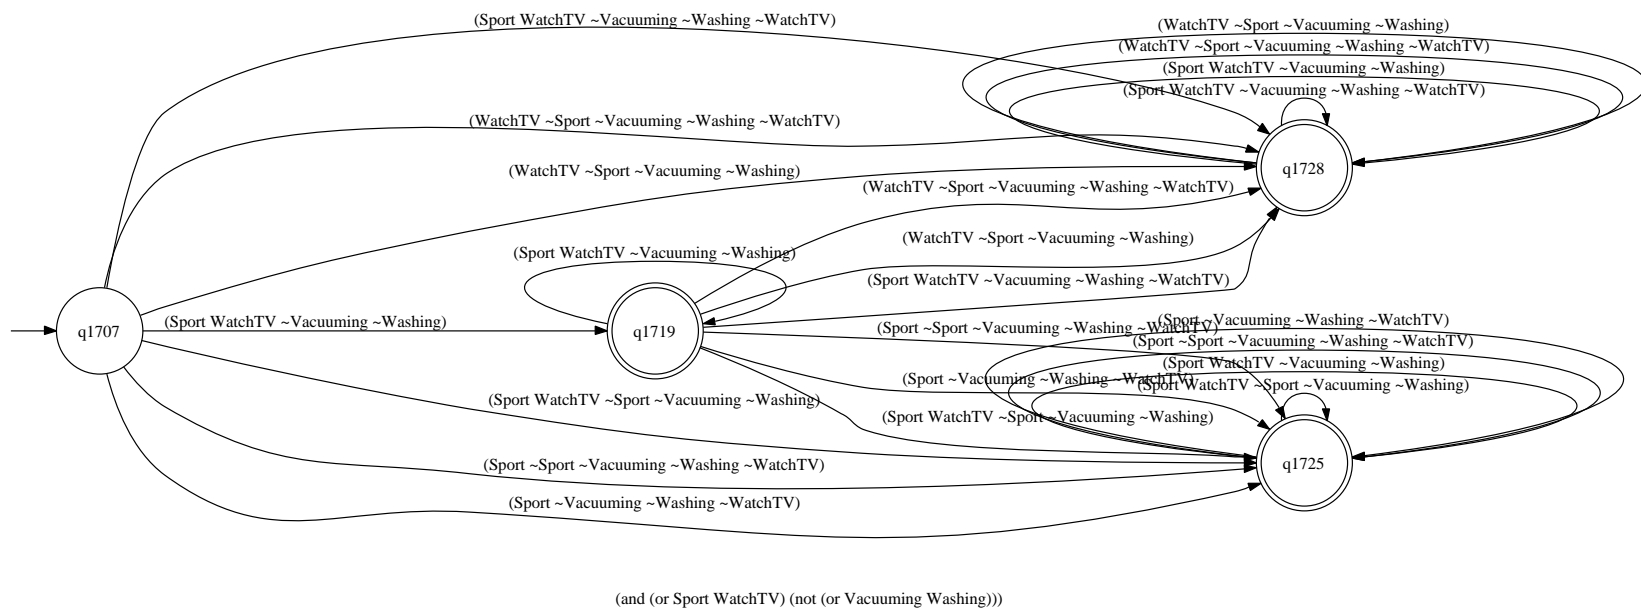 (Sport WatchTV ~Vacuuming ~Washing ~WatchTV)
(WatchTV ~Sport ~Vacuuming ~Washing)
(WatchTV ~Sport ~Vacuuming ~Washing ~WatchTV)
(Sport WatchTV ~Vacuuming ~Washing)
(Sport WatchTV ~Vacuuming ~Washing ~WatchTV)
(WatchTV ~Sport ~Vacuuming ~Washing ~WatchTV)
q1728
(WatchTV ~Sport ~Vacuuming ~Washing)
(WatchTV ~Sport ~Vacuuming ~Washing ~WatchTV)
(WatchTV ~Sport ~Vacuuming ~Washing)
(Sport WatchTV ~Vacuuming ~Washing)
(Sport WatchTV ~Vacuuming ~Washing ~WatchTV)
q1707
(Sport WatchTV ~Vacuuming ~Washing)
q1719
(Sport ~Sport ~Vacuuming ~Washing ~WatchTV)
(Sport ~Vacuuming ~Washing ~WatchTV)
(Sport ~Sport ~Vacuuming ~Washing ~WatchTV)
(Sport WatchTV ~Vacuuming ~Washing)
(Sport ~Vacuuming ~Washing ~WatchTV)
(Sport WatchTV ~Sport ~Vacuuming ~Washing)
(Sport WatchTV ~Sport ~Vacuuming ~Washing)
(Sport WatchTV ~Sport ~Vacuuming ~Washing)
q1725
(Sport ~Sport ~Vacuuming ~Washing ~WatchTV)
(Sport ~Vacuuming ~Washing ~WatchTV)
(and (or Sport WatchTV) (not (or Vacuuming Washing)))